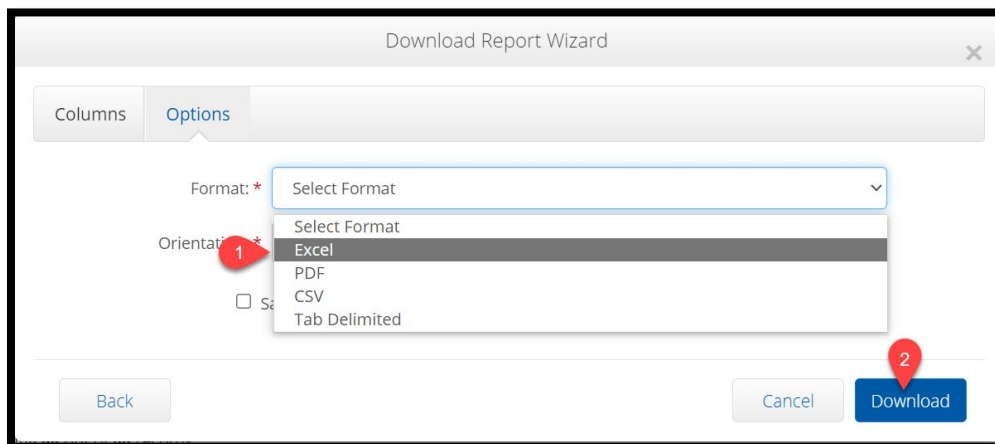 Download Report Wizard
Columns Options
Format: * Select Format
Select Format
Orientati *
1 Excel
PDF
CSV
Tab Delimited
2
Back Cancel Download